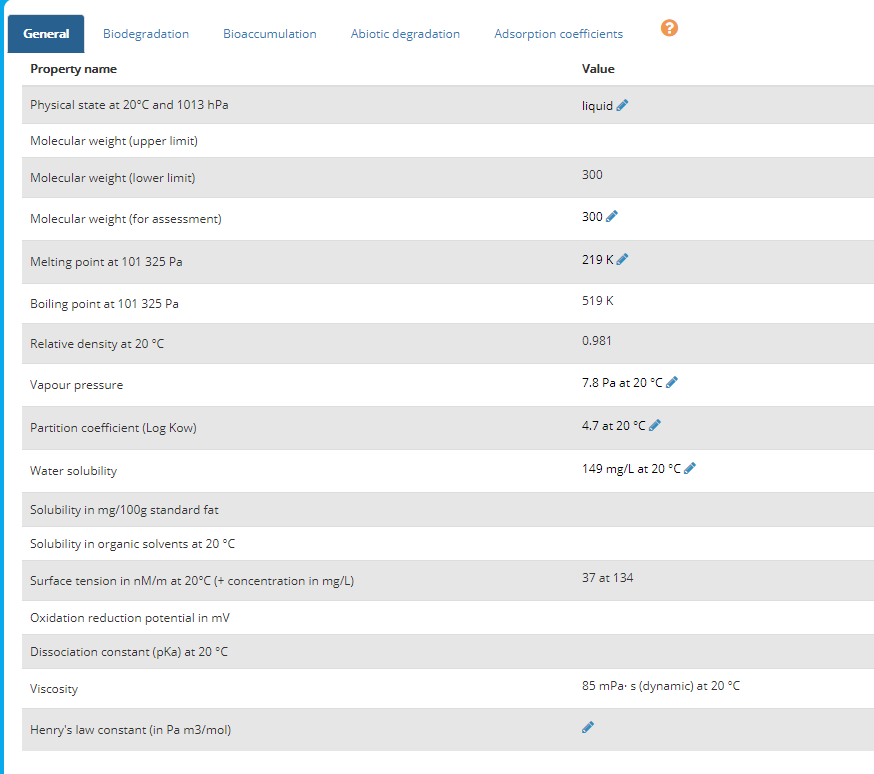 General Biodegradation Bioaccumulation Abiotic degradation Adsorption coefficients ?
Property name Value
Physical state at 20°C and 1013 hPa liquid
Molecular weight (upper limit)
Molecular weight (lower limit) 300
Molecular weight (for assessment) 300
Melting point at 101 325 Pa 219 K
Boiling point at 101 325 Pa 519 K
Relative density at 20 °C 0.981
Vapour pressure 7.8 Pa at 20 °C
Partition coefficient (Log Kow) 4.7 at 20 °C
Water solubility 149 mg/L at 20 °C
Solubility in mg/100g standard fat
Solubility in organic solvents at 20 °C
Surface tension in nM/m at 20°C (+ concentration in mg/L) 37 at 134
Oxidation reduction potential in mV
Dissociation constant (pKa) at 20 °C
Viscosity 85 mPa· s (dynamic) at 20 °C
Henry's law constant (in Pa m3/mol)